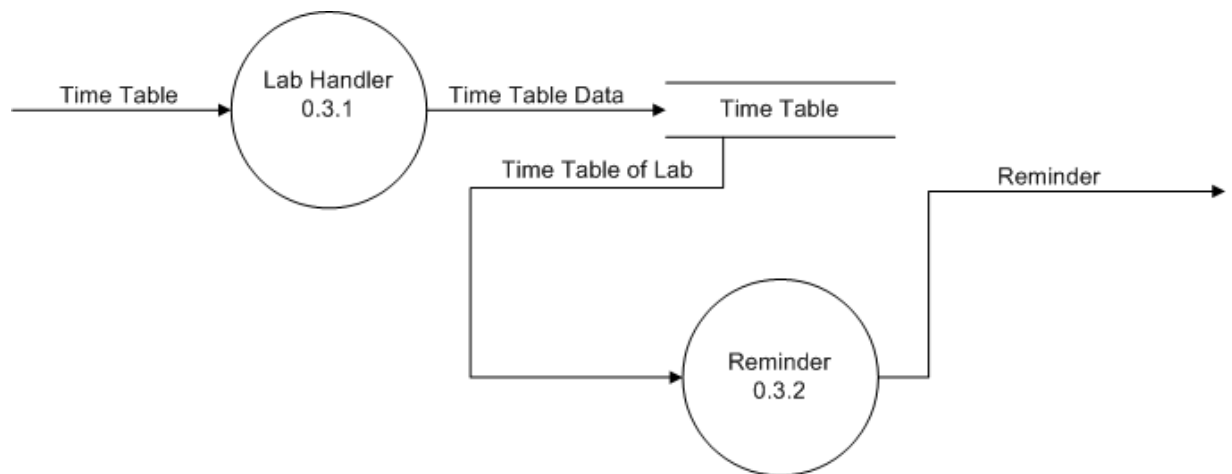 Time Table
Lab Handler
0.3.1
Time Table Data
Time Table
Time Table of Lab
Reminder
Reminder
0.3.2